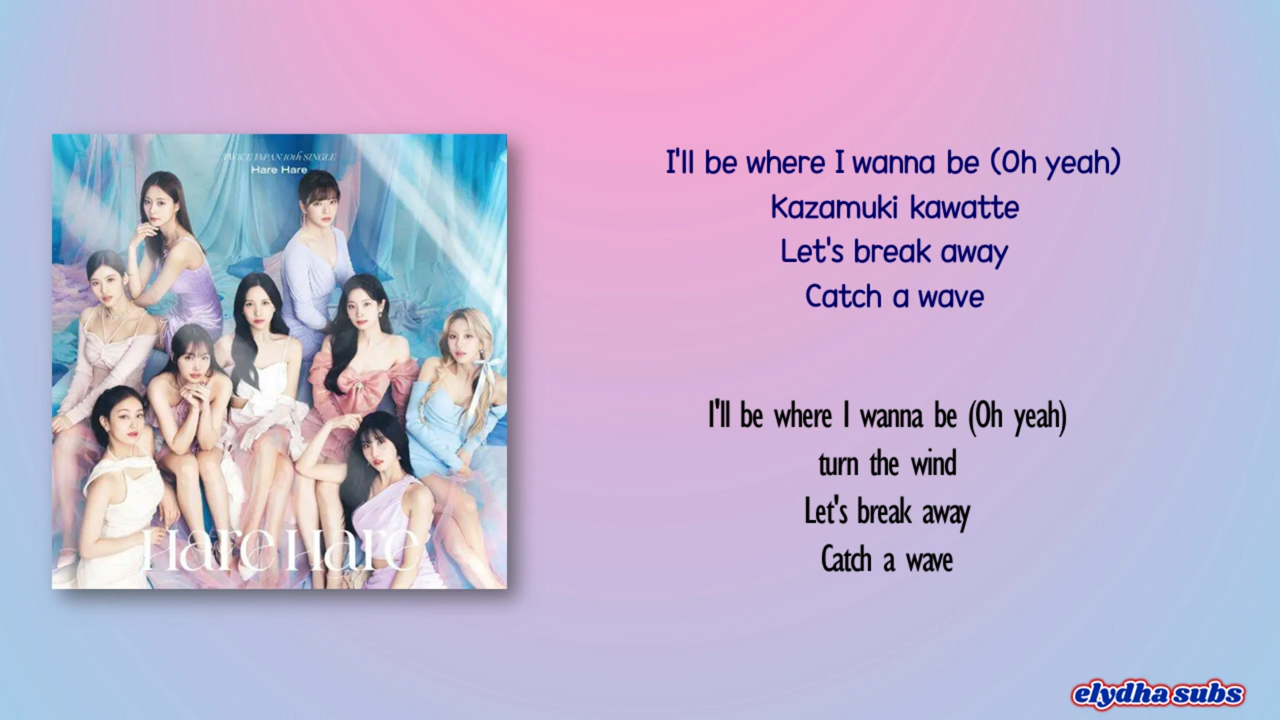 TWICE JAPAN 10th SINGLE
Hare Hare
Hare Hare
I'll be where I wanna be (Oh yeah)
Kazamuki kawatte
Let's break away
Catch a wave
I'll be where I wanna be (Oh yeah)
turn the wind
Let's break away
Catch a wave
elydha subs